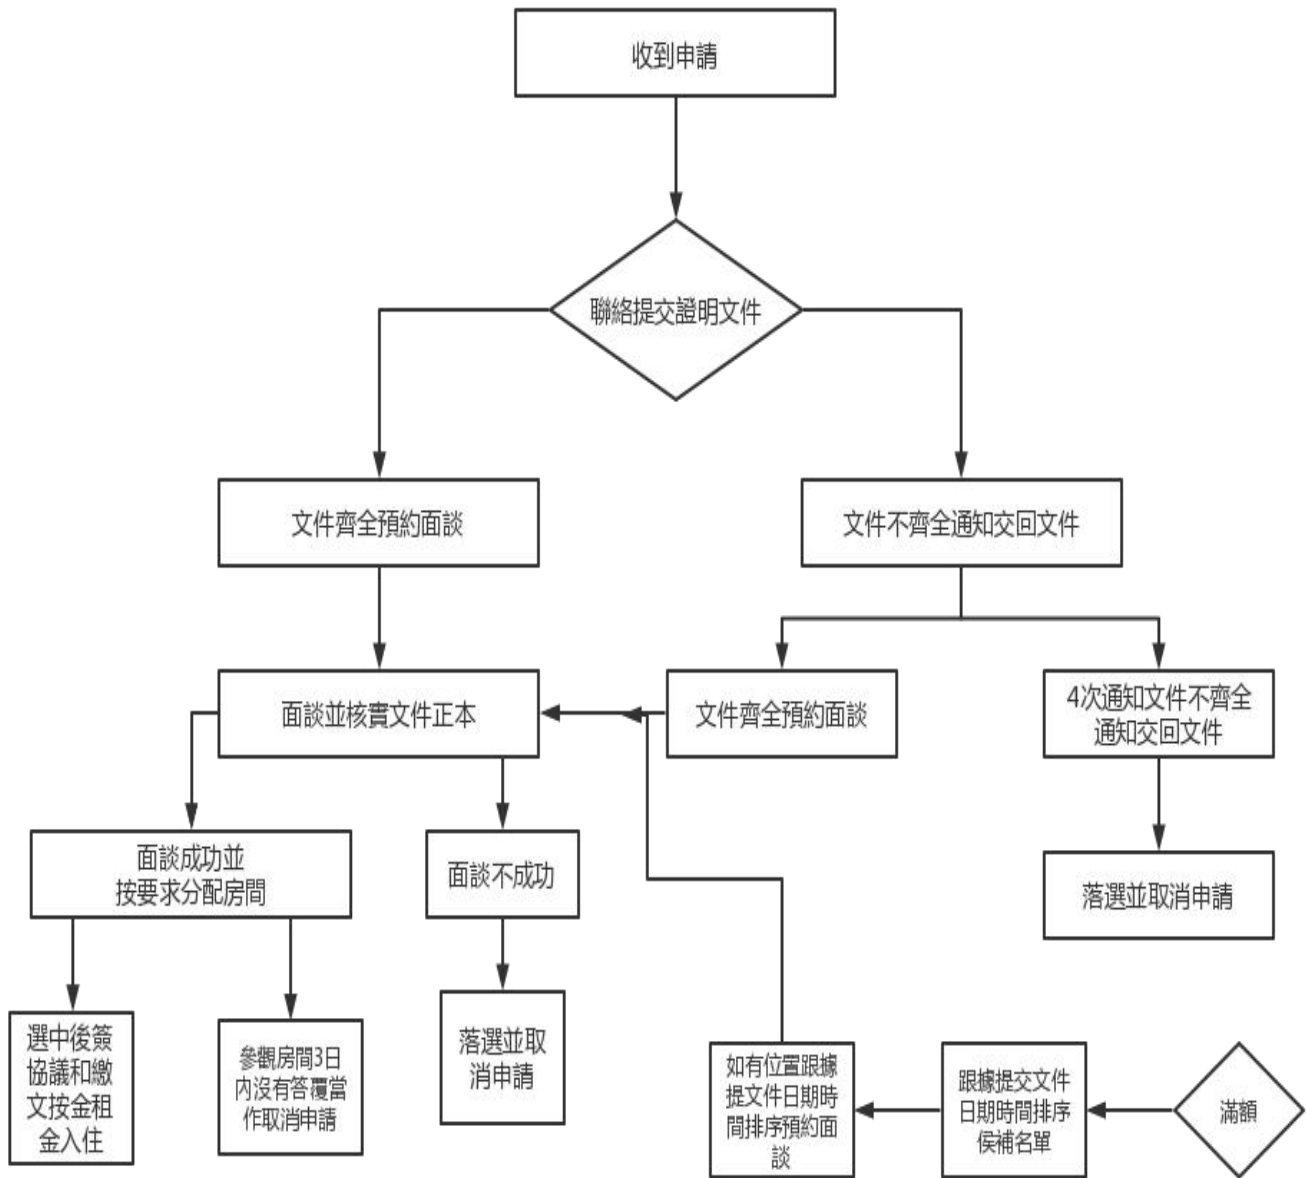 收到申請
聯絡提交證明文件
文件齊全預約面談
文件不齊全通知交回文件
面談並核實文件正本
文件齊全預約面談
4次通知文件不齊全
通知交回文件
面談成功並
按要求分配房間
面談不成功
落選並取消申請
選中後簽
協議和繳
文按金租
金入住
參觀房間3日
內沒有答覆當
作取消申請
落選並取
消申請
如有位置跟據
提文件日期時
間排序預約面
談
跟據提交文件
日期時間排序
侯補名單
滿額